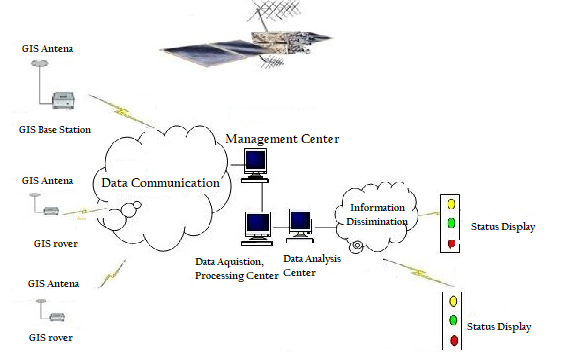 GIS Antena
GIS Base Station
Management Center
GIS Antena
Data Communication
GIS rover
Information
Dissimination
Status Display
Data Aquistion,
Processing Center
Data Analysis
Center
GIS Antena
GIS rover
Status Display